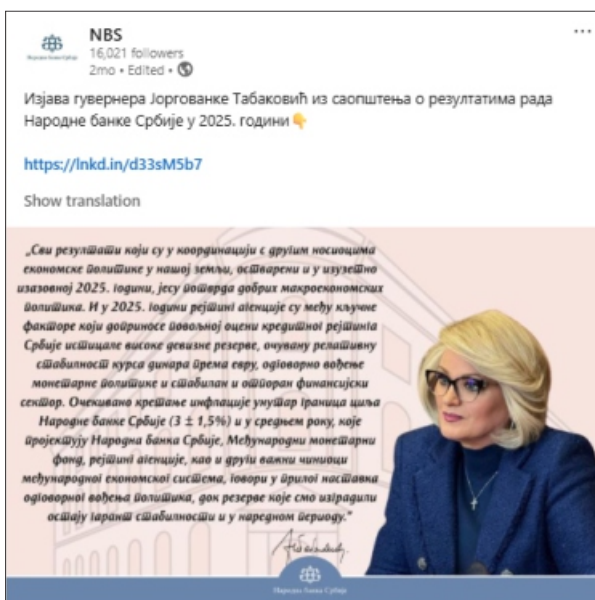 NBS
16,021 followers
2mo • Edited •
Народна банка Србије
Изјава гувернера Јоргованке Табаковић из саопштења о резултатима рада
Народне банке Србије у 2025. години👇
https://lnkd.in/d33sM5b7
Show translation
„Сви резултати који су у координацији с другим носиоцима
економске политике у нашој земљи, остварени и у изузетно
изазовној 2025. години, јесу потврда добрих макроекономских
политика. И у 2025. години рејтинг агенције су међу кључне
факторе који доприносе повољној оцени кредитног рејтинга
Србије истицале високе девизне резерве, очувану релативну
стабилност курса динара према евру, одговорно вођење
монетарне политике и стабилан и отпоран финансијски
сектор. Очекивано кретање инфлације унутар граница циља
Народне банке Србије (3 ± 1,5%) и у средњем року, које
пројектују Народна банка Србије, Међународни монетарни
фонд, рејтинг агенције, као и други важни чиниоци
међународног економског система, говори у прилог наставка
одговорног вођења политика, док резерве које смо изградили
остају гарант стабилности и у наредном периоду."
Народна банка Србија